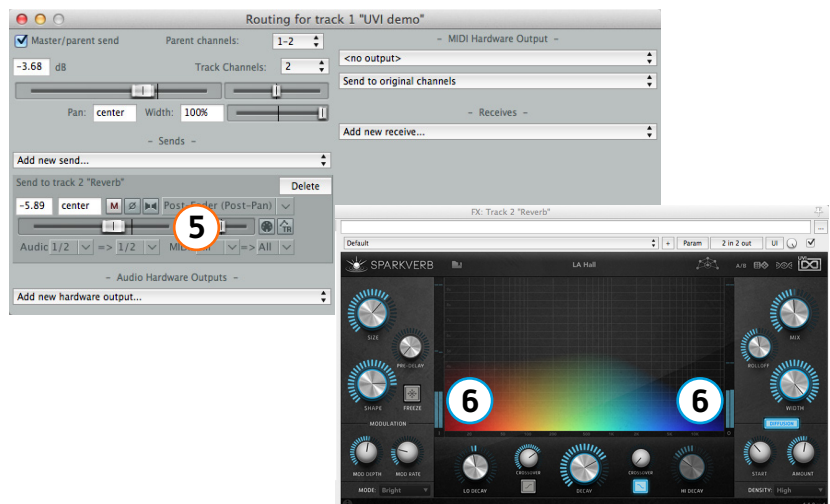 Routing for track 1 "UVI demo"
Master/parent send
Parent channels:
1-2
-3.68
dB
Track Channels:
2
Pan:
center
Width:
100%
- Sends -
Add new send...
Send to track 2 "Reverb"
Delete
-5.89
center
M
Ø
Post-Fader (Post-Pan)
5
TR
Audio
1/2
=>
1/2
=> All
- Audio Hardware Outputs -
Add new hardware output...
- MIDI Hardware Output -
<no output>
Send to original channels
- Receives -
Add new receive...
FX: Track 2 "Reverb"
...
Default
+
Param
2 in 2 out
UI
SPARKVERB
LA Hall
A/B
UVI
SIZE
PRE-DELAY
SHAPE
FREEZE
MODULATION
MOD DEPTH
MOD RATE
MODE: Bright
6
6
I
O
LO DECAY
CROSSOVER
DECAY
CROSSOVER
HI DECAY
MIX
ROLLOFF
WIDTH
DIFFUSION
START
AMOUNT
DENSITY: High